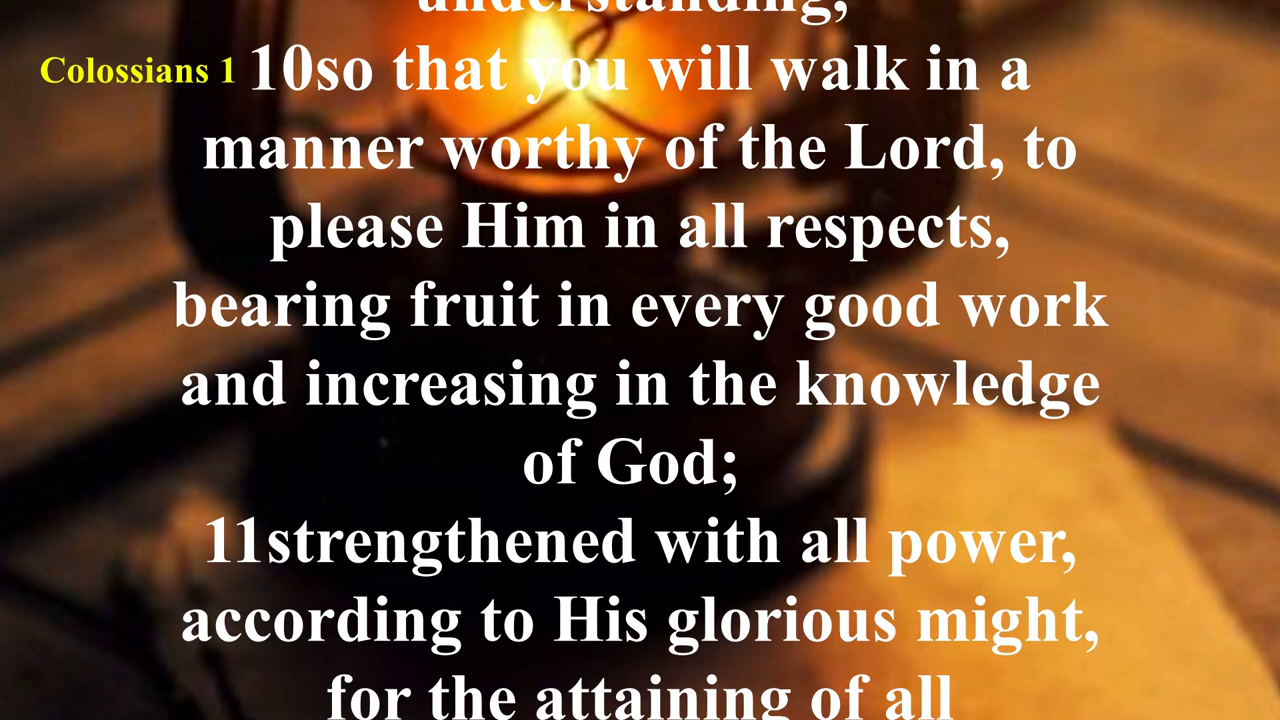 understanding;
Colossians 1 10so that you will walk in a
manner worthy of the Lord, to
please Him in all respects,
bearing fruit in every good work
and increasing in the knowledge
of God;
11strengthened with all power,
according to His glorious might,
for the attaining of all